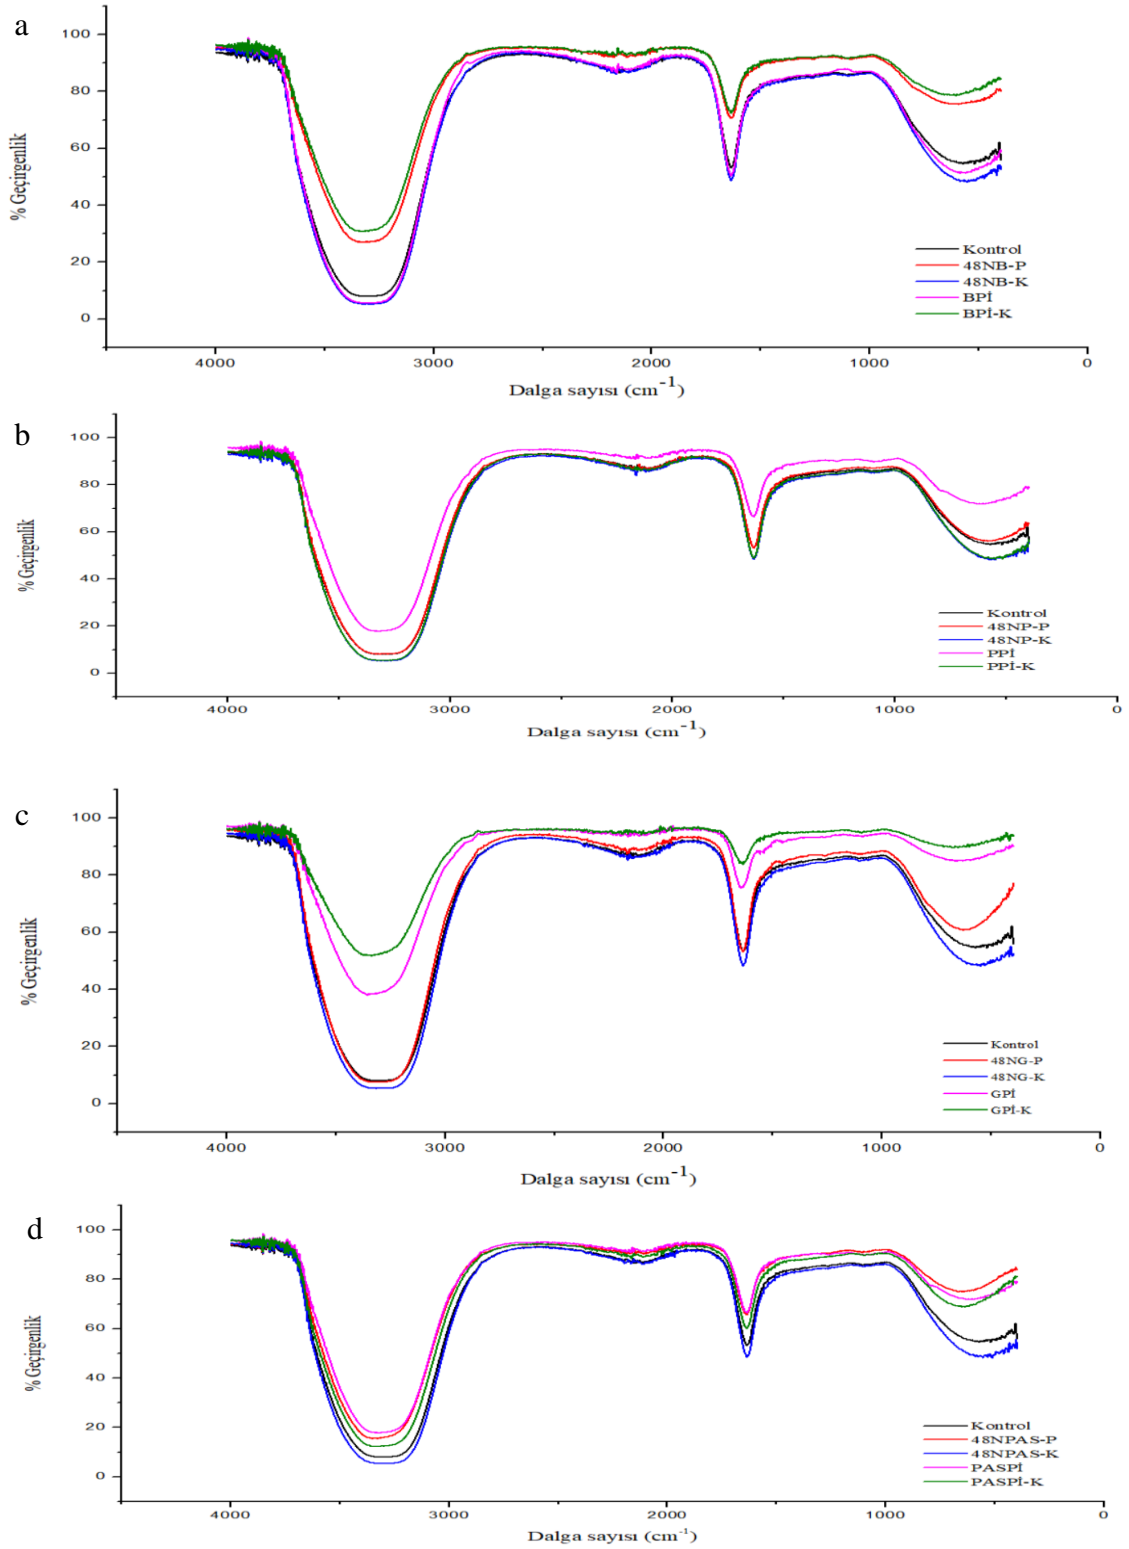 a
100
80
60
40
20
0
% Geçirgenlik
Kontrol
48NB-P
48NB-K
BPİ
BPİ-K
4000 3000 2000 1000 0
Dalga sayısı (cm-1)
b
100
80
60
40
20
0
% Geçirgenlik
Kontrol
48NP-P
48NP-K
PPİ
PPİ-K
4000 3000 2000 1000 0
Dalga sayısı (cm-1)
c
100
80
60
40
20
0
% Geçirgenlik
Kontrol
48NG-P
48NG-K
GPİ
GPİ-K
4000 3000 2000 1000 0
Dalga sayısı (cm-1)
d
100
80
60
40
20
0
% Geçirgenlik
Kontrol
48NPAS-P
48NPAS-K
PASPİ
PASPİ-K
4000 3000 2000 1000 0
Dalga sayısı (cm-1)